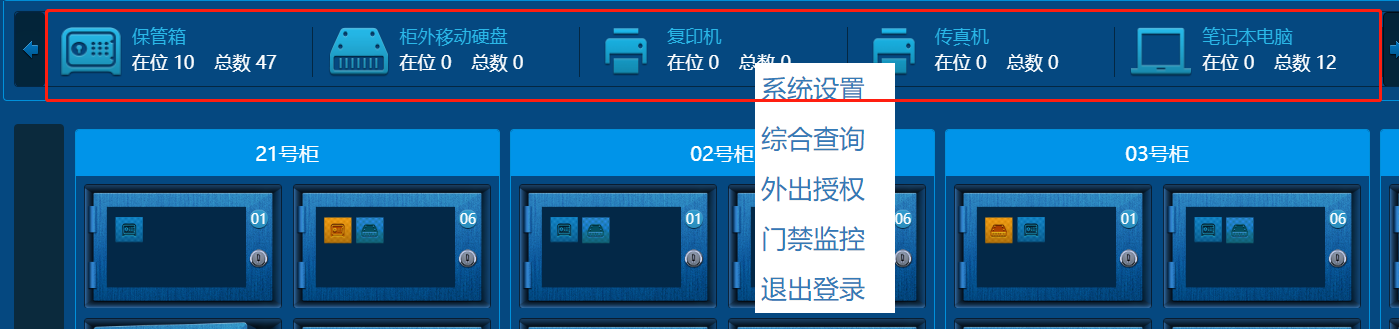 保管箱
在位 10 总数 47
柜外移动硬盘
在位 0 总数 0
复印机
在位 0 总数 0
传真机
在位 0 总数 0
笔记本电脑
在位 0 总数 12
系统设置
综合查询
外出授权
门禁监控
退出登录
21号柜
01
06
02号柜
01
06
03号柜
01
06